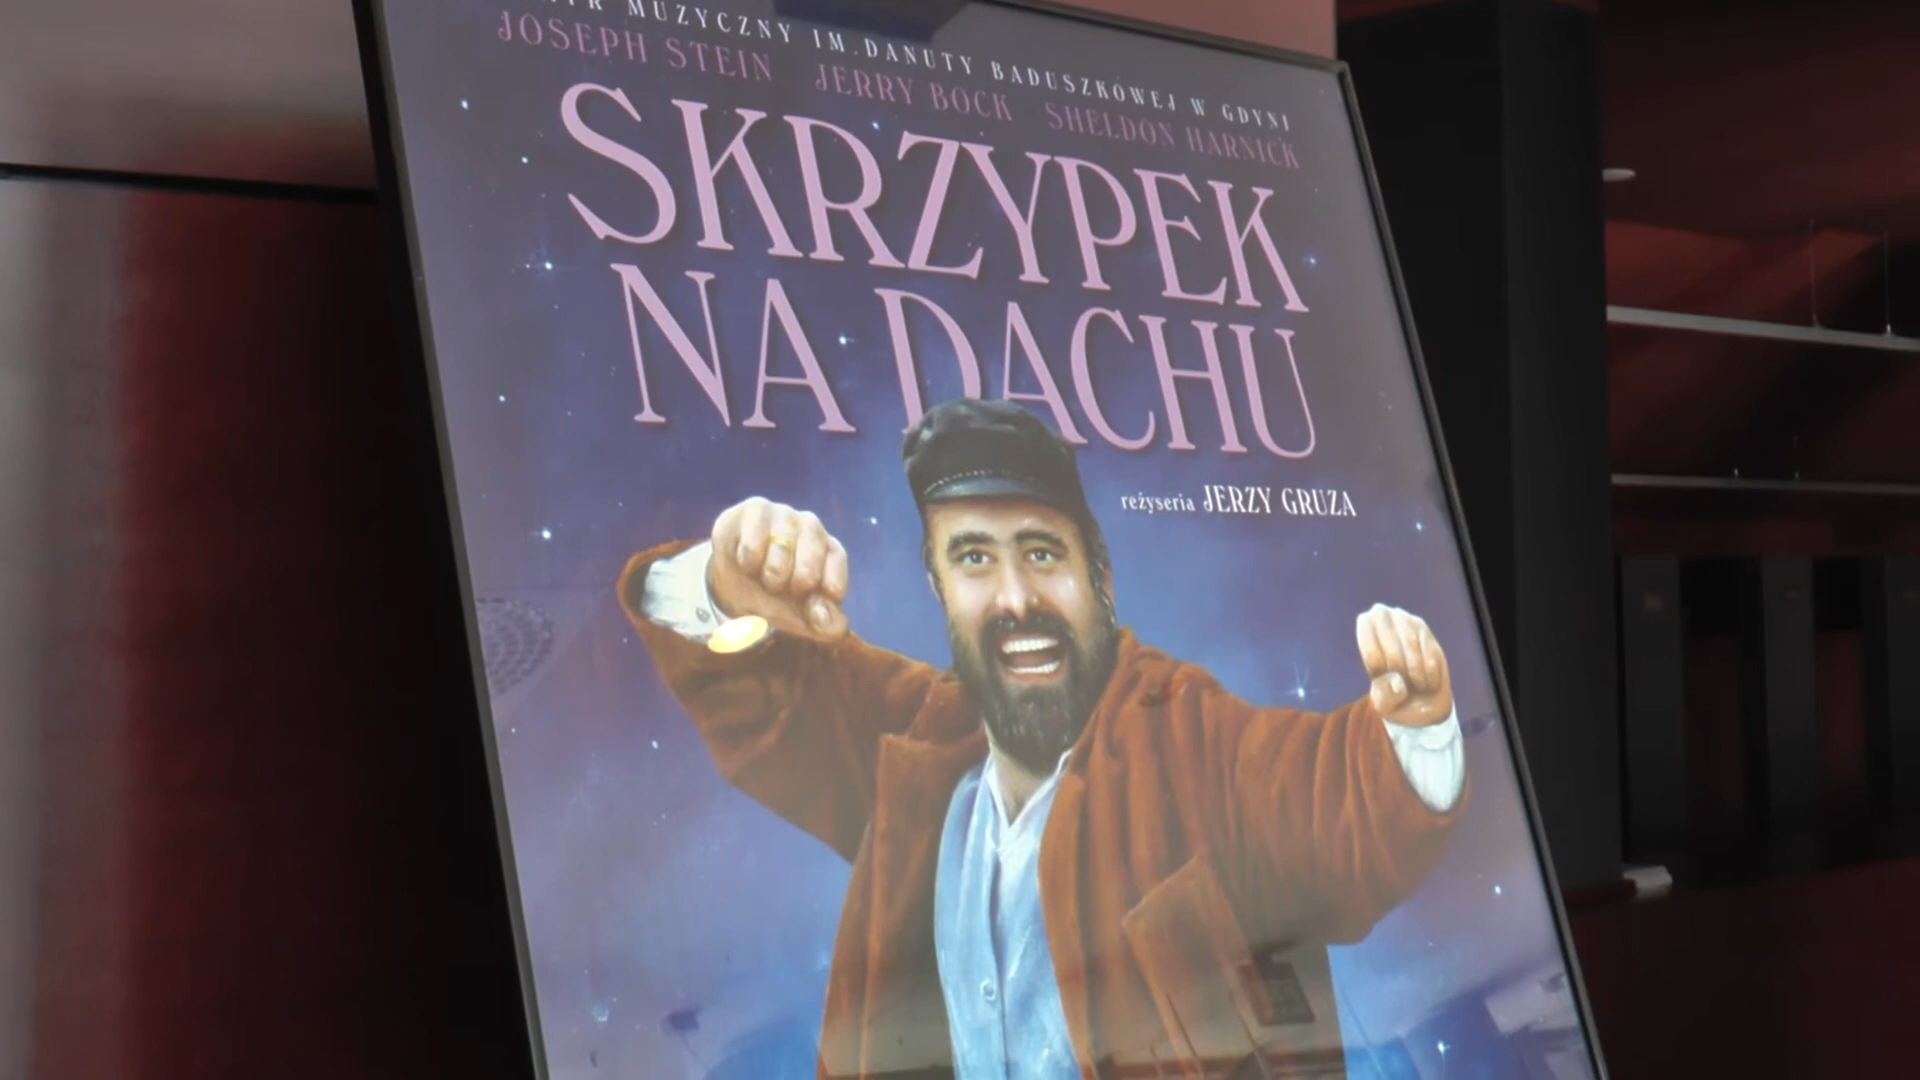 MUZYCZNY IM. DANUTY BADUSZKOWEJ W GDYNI
JOSEPH STEIN JERRY BOCK SHELDON HARNICK
SKRZYPEK
NA DACHU
reżyseria JERZY GRUZA